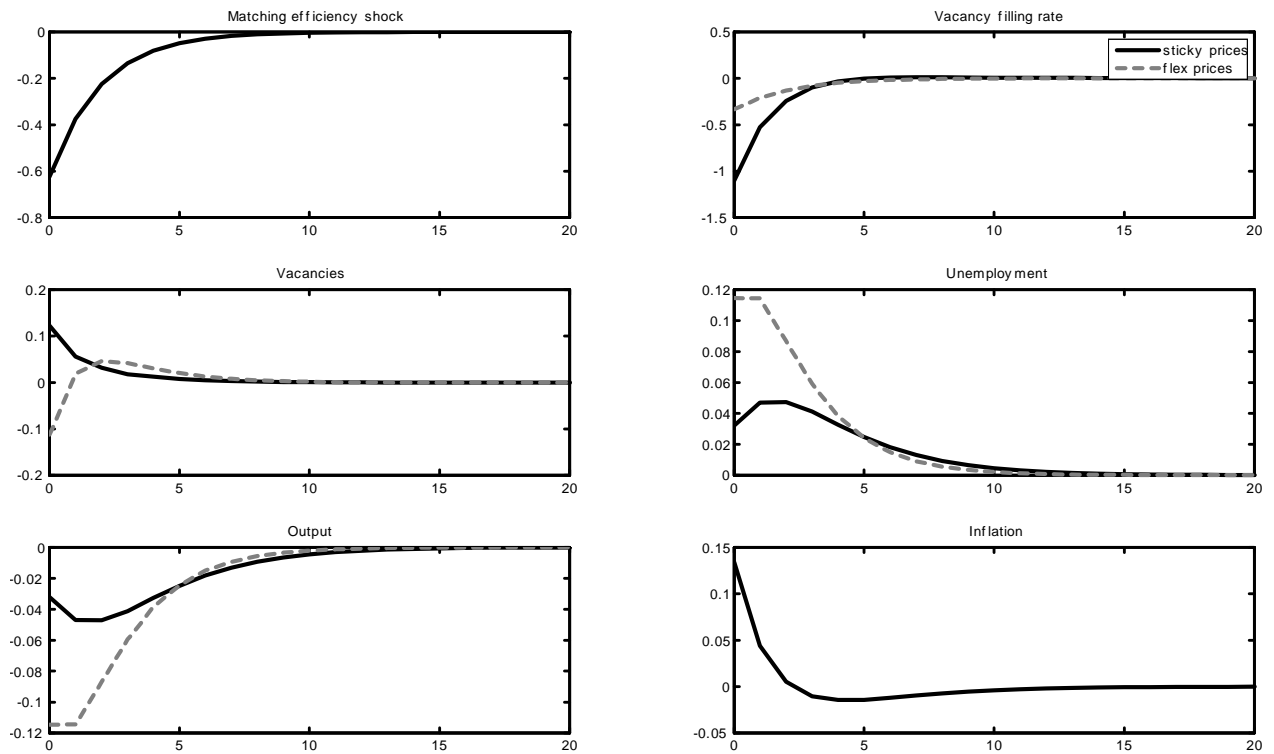 Matching efficiency shock
0
-0.2
-0.4
-0.6
-0.8
0 5 10 15 20
Vacancy filling rate
0.5
0
-0.5
-1
-1.5
0 5 10 15 20
sticky prices
flex prices
Vacancies
0.2
0.1
0
-0.1
-0.2
0 5 10 15 20
Unemployment
0.12
0.1
0.08
0.06
0.04
0.02
0
0 5 10 15 20
Output
0
-0.02
-0.04
-0.06
-0.08
-0.1
-0.12
0 5 10 15 20
Inflation
0.15
0.1
0.05
0
-0.05
0 5 10 15 20